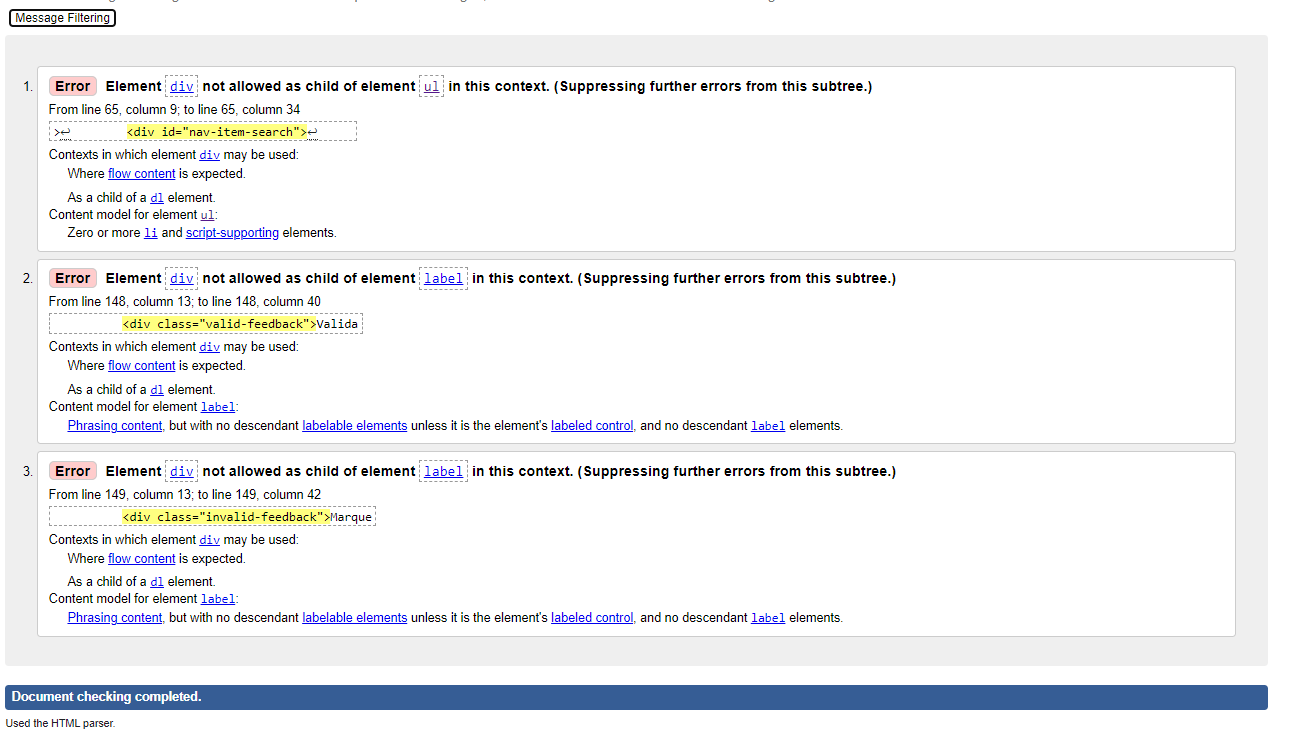 Message Filtering
1. Error Element div not allowed as child of element ul in this context. (Suppressing further errors from this subtree.)
From line 65, column 9; to line 65, column 34
>↩ <div id="nav-item-search">↩
Contexts in which element div may be used:
Where flow content is expected.
As a child of a dl element.
Content model for element ul:
Zero or more li and script-supporting elements.
2. Error Element div not allowed as child of element label in this context. (Suppressing further errors from this subtree.)
From line 148, column 13; to line 148, column 40
<div class="valid-feedback">Valida
Contexts in which element div may be used:
Where flow content is expected.
As a child of a dl element.
Content model for element label:
Phrasing content, but with no descendant labelable elements unless it is the element's labeled control, and no descendant label elements.
3. Error Element div not allowed as child of element label in this context. (Suppressing further errors from this subtree.)
From line 149, column 13; to line 149, column 42
<div class="invalid-feedback">Marque
Contexts in which element div may be used:
Where flow content is expected.
As a child of a dl element.
Content model for element label:
Phrasing content, but with no descendant labelable elements unless it is the element's labeled control, and no descendant label elements.
Document checking completed.
Used the HTML parser.